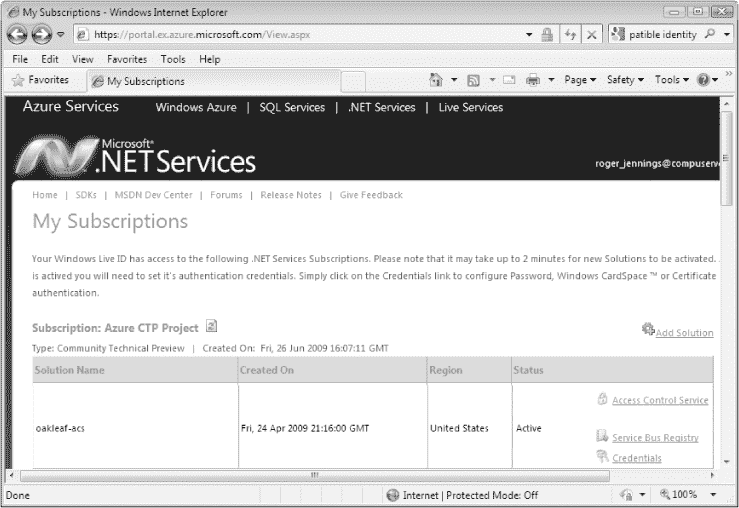 My Subscriptions - Windows Internet Explorer
https://portal.ex.azure.microsoft.com/View.aspx
patible identity
File Edit View Favorites Tools Help
Favorites My Subscriptions Page Safety Tools
Azure Services Windows Azure | SQL Services | .NET Services | Live Services
Microsoft®
.NET Services
roger_jennings@compuserv
Home | SDKs | MSDN Dev Center | Forums | Release Notes | Give Feedback
My Subscriptions
Your Windows Live ID has access to the following .NET Services Subscriptions. Please note that it may take up to 2 minutes for new Solutions to be activated.
is actived you will need to set it's authentication credentials. Simply click on the Credentials link to configure Password, Windows CardSpace ™ or Certificate
authentication.
Subscription: Azure CTP Project Add Solution
Type: Community Technical Preview | Created On: Fri, 26 Jun 2009 16:07:11 GMT
Solution Name Created On Region Status
Access Control Service
oakleaf-acs Fri, 24 Apr 2009 21:16:00 GMT United States Active
Service Bus Registry
Credentials
Done Internet | Protected Mode: Off 100%